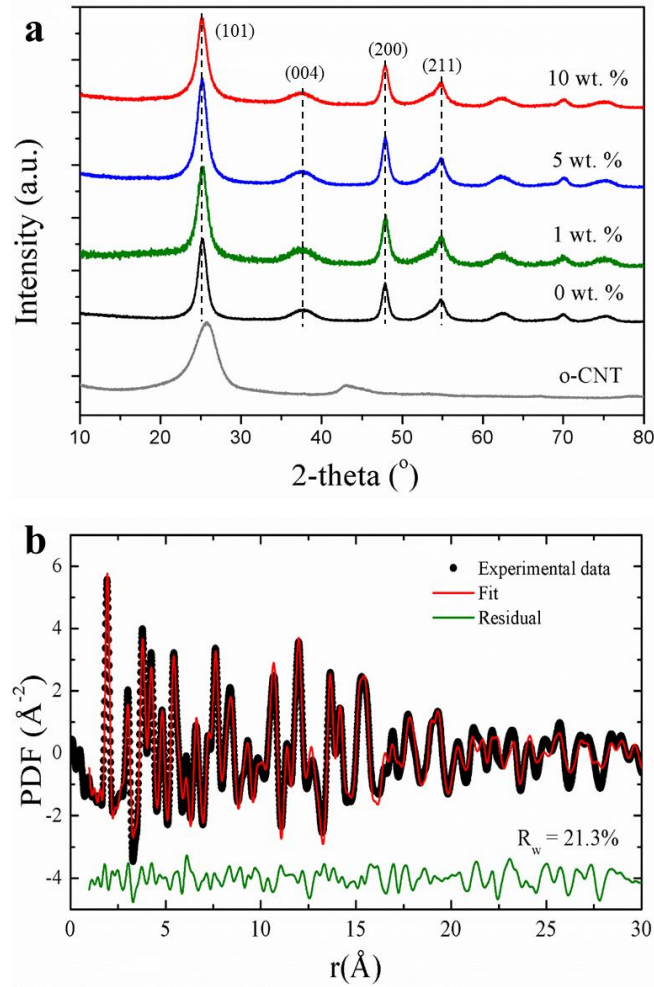 a
(101)
(004)
(200)
(211)
10 wt. %
5 wt. %
1 wt. %
0 wt. %
o-CNT
Intensity (a.u.)
10 20 30 40 50 60 70 80
2-theta (°)
b
6
4
2
0
-2
-4
PDF (Å-2)
Experimental data
Fit
Residual
Rw = 21.3%
0 5 10 15 20 25 30
r(Å)